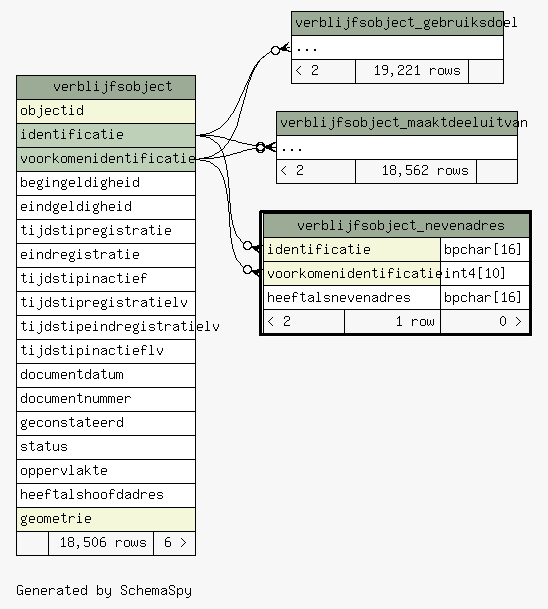 verblijfsobject_gebruiksdoel
...
< 2 19,221 rows
verblijfsobject
objectid
identificatie
voorkomenidentificatie
begingeldigheid
eindgeldigheid
tijdstipregistratie
eindregistratie
tijdstipinactief
tijdstipregistratielv
tijdstipeindregistratielv
tijdstipinactieflv
documentdatum
documentnummer
geconstateerd
status
oppervlakte
heeftalshoofdadres
geometrie
18,506 rows 6 >
verblijfsobject_maaktdeeluitvan
...
< 2 18,562 rows
verblijfsobject_nevenadres
identificatie bpchar[16]
voorkomenidentificatie int4[10]
heeftalsnevenadres bpchar[16]
< 2 1 row 0 >
Generated by SchemaSpy